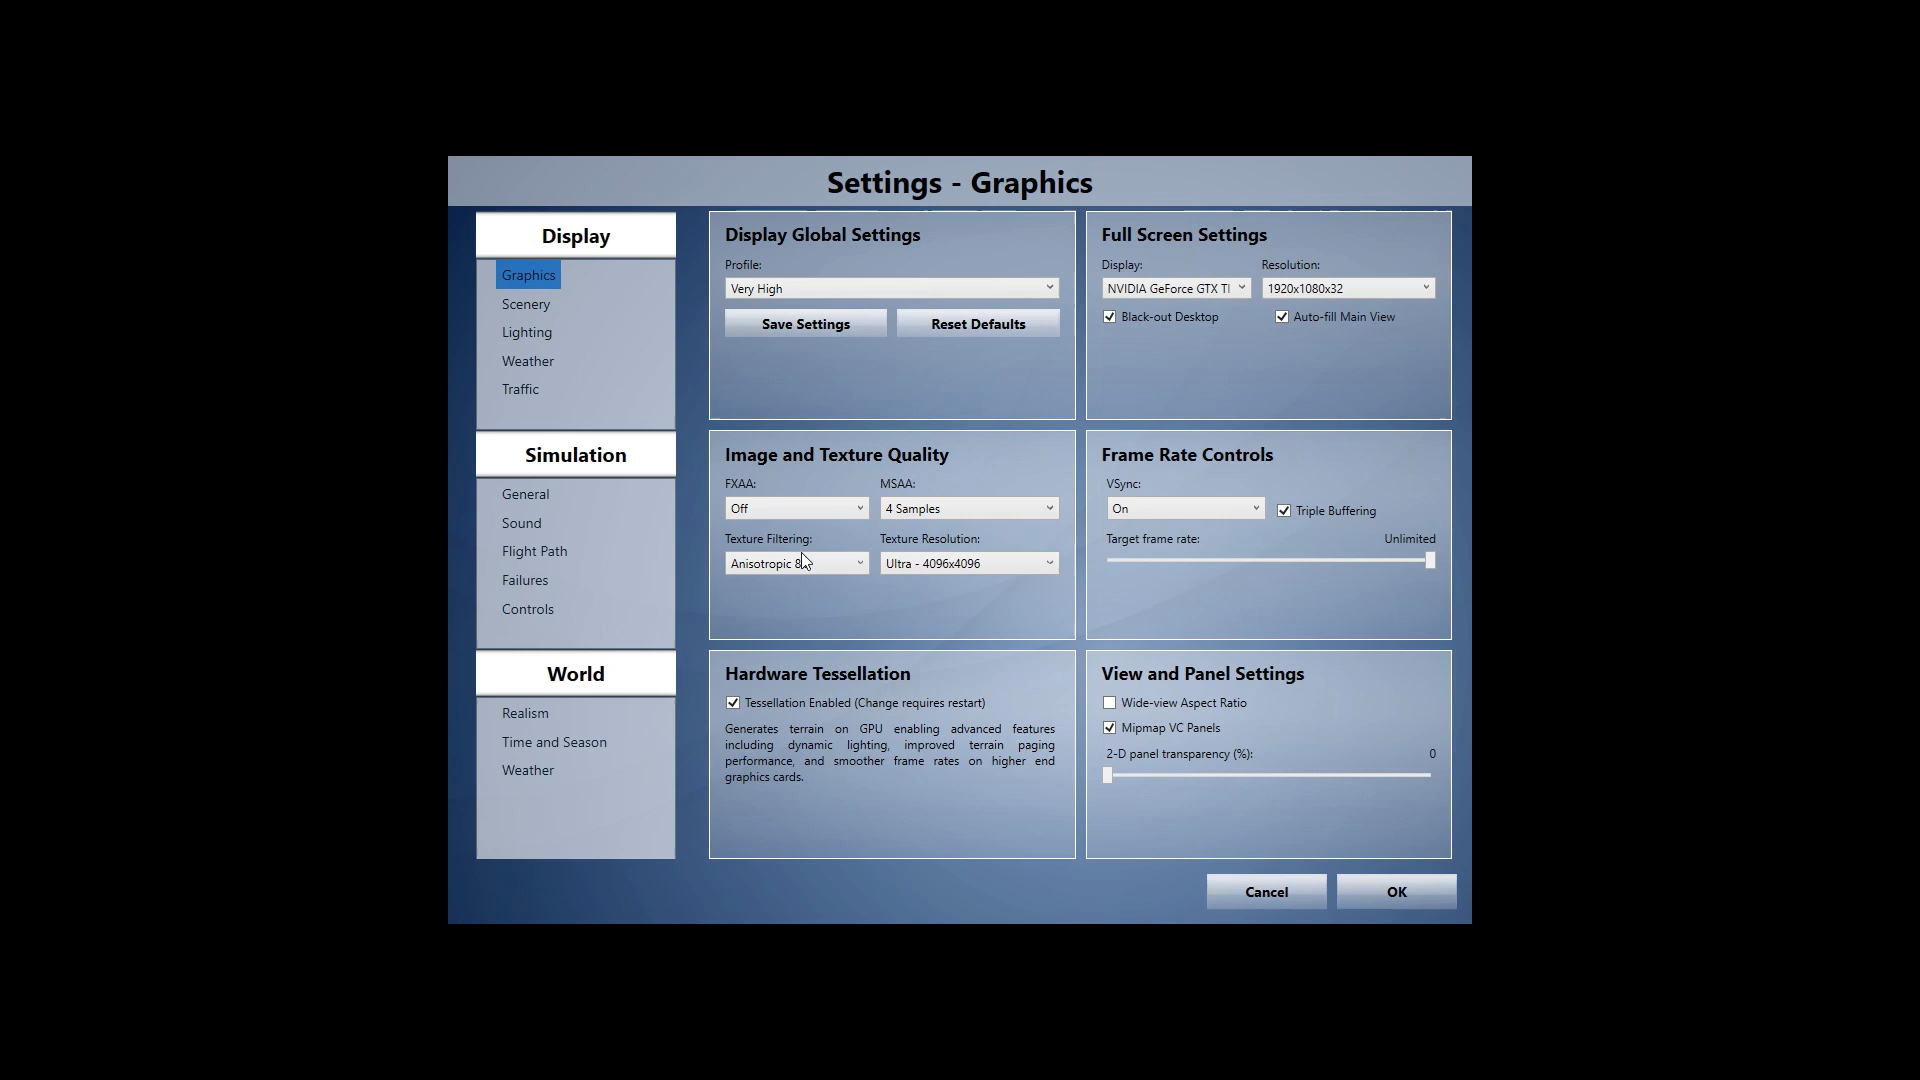 Settings - Graphics
Display
Graphics
Scenery
Lighting
Weather
Traffic
Simulation
General
Sound
Flight Path
Failures
Controls
World
Realism
Time and Season
Weather
Display Global Settings
Profile:
Very High
Save Settings
Reset Defaults
Full Screen Settings
Display:
Resolution:
NVIDIA GeForce GTX TI
1920x1080x32
Black-out Desktop
Auto-fill Main View
Image and Texture Quality
FXAA:
MSAA:
Off
4 Samples
Texture Filtering:
Texture Resolution:
Anisotropic 8
Ultra - 4096x4096
Frame Rate Controls
VSync:
On
Triple Buffering
Target frame rate:
Unlimited
Hardware Tessellation
Tessellation Enabled (Change requires restart)
Generates terrain on GPU enabling advanced features
including dynamic lighting, improved terrain paging
performance, and smoother frame rates on higher end
graphics cards.
View and Panel Settings
Wide-view Aspect Ratio
Mipmap VC Panels
2-D panel transparency (%):
0
Cancel
OK